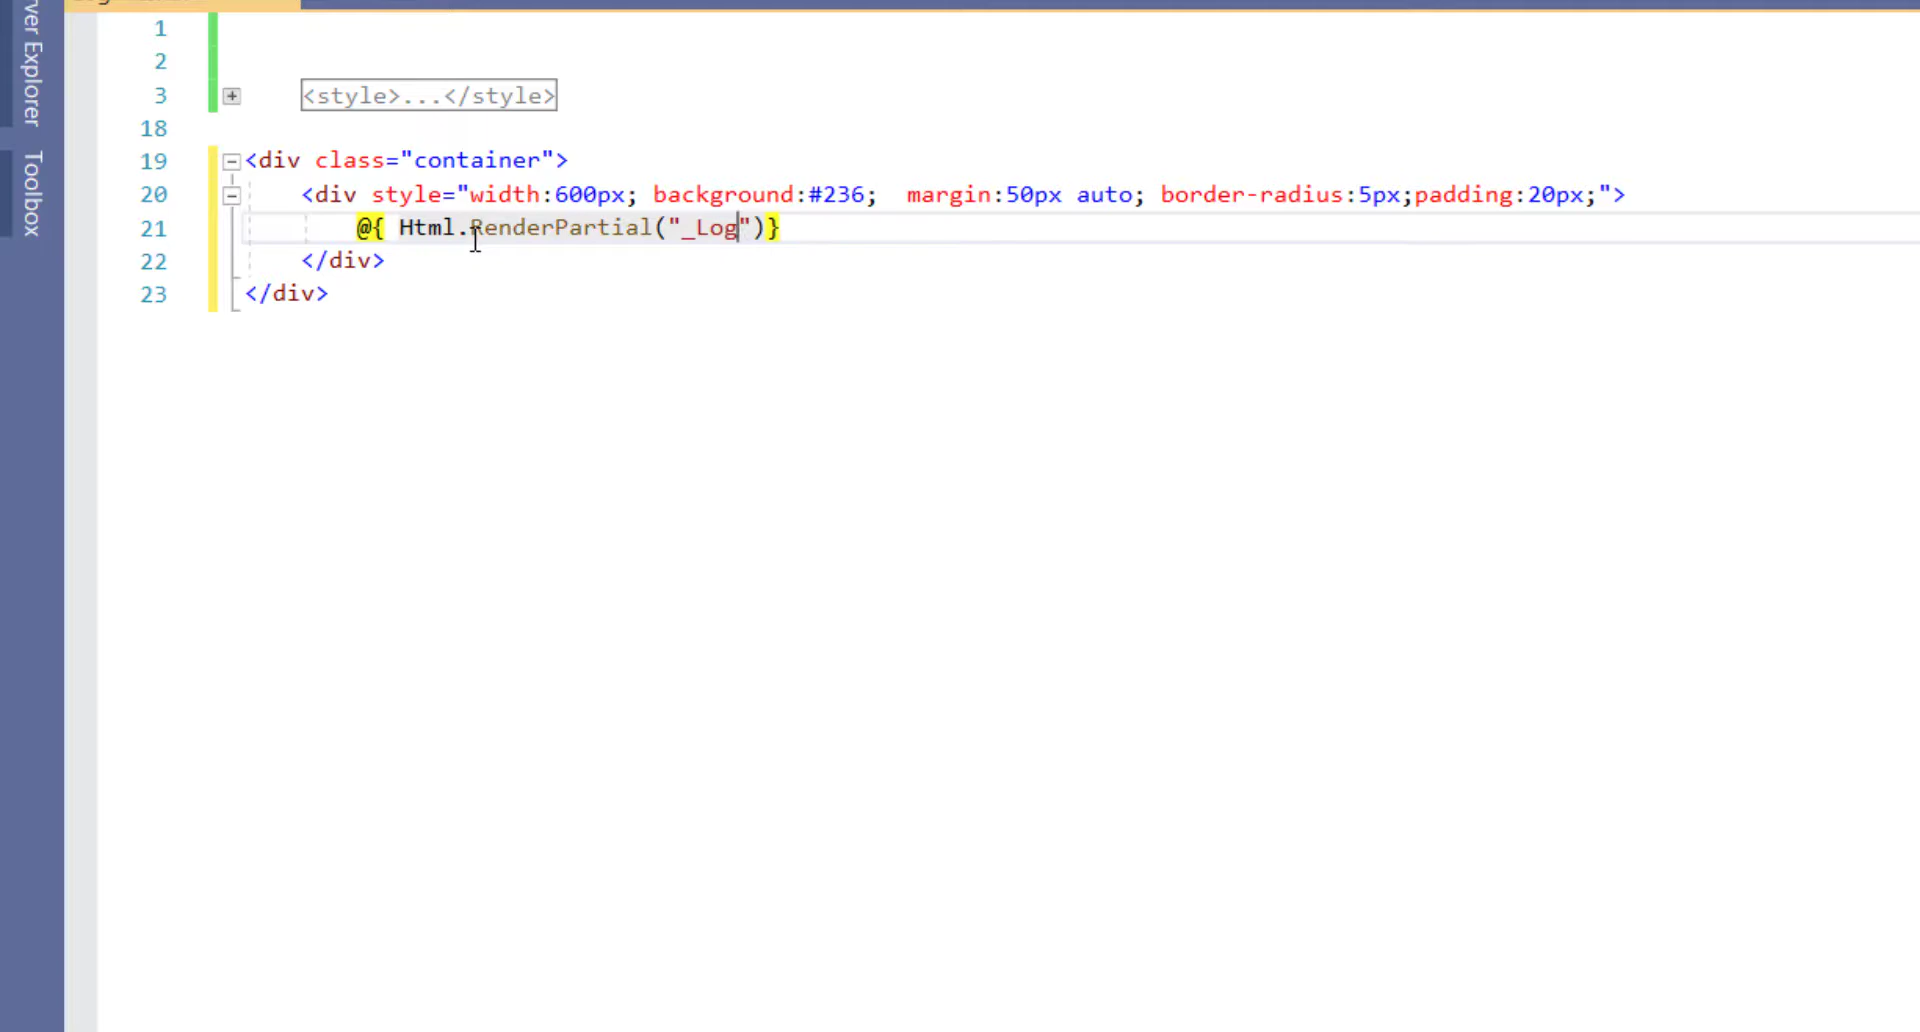 ver Explorer
Toolbox
1
2
3 <style>...</style>
18
19 <div class="container">
20 <div style="width:600px; background:#236;  margin:50px auto; border-radius:5px;padding:20px;">
21 @{ Html.RenderPartial("_Log")}
22 </div>
23 </div>